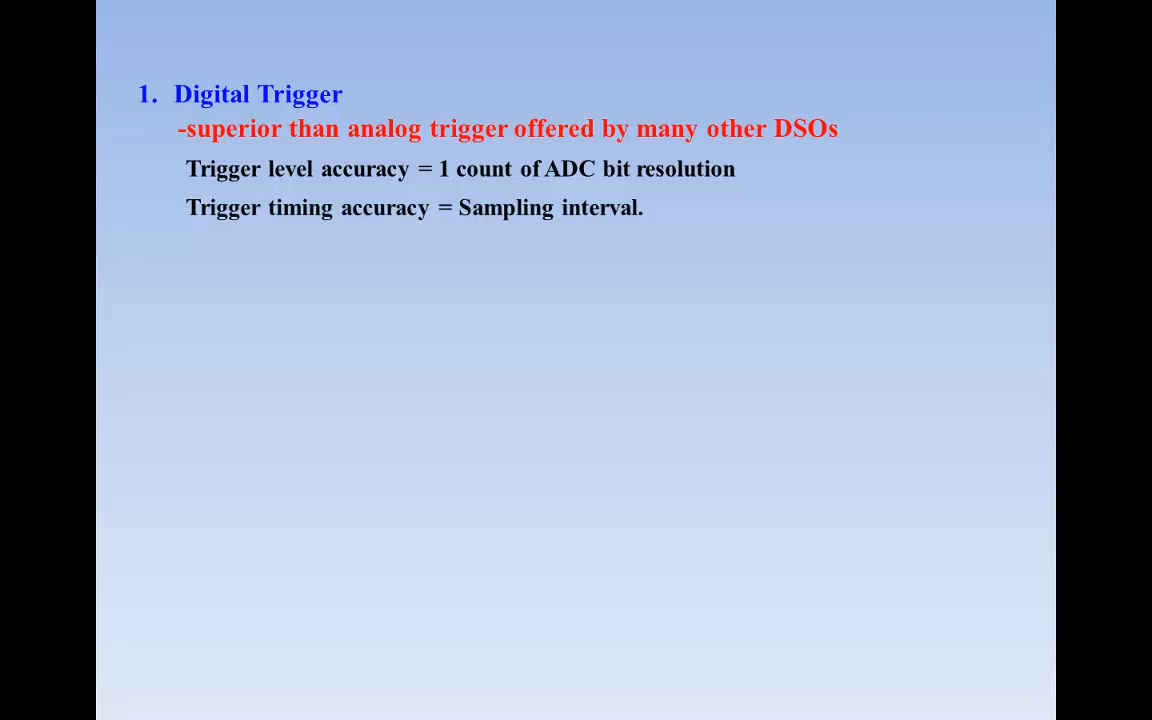 1. Digital Trigger
-superior than analog trigger offered by many other DSOs
Trigger level accuracy = 1 count of ADC bit resolution
Trigger timing accuracy = Sampling interval.